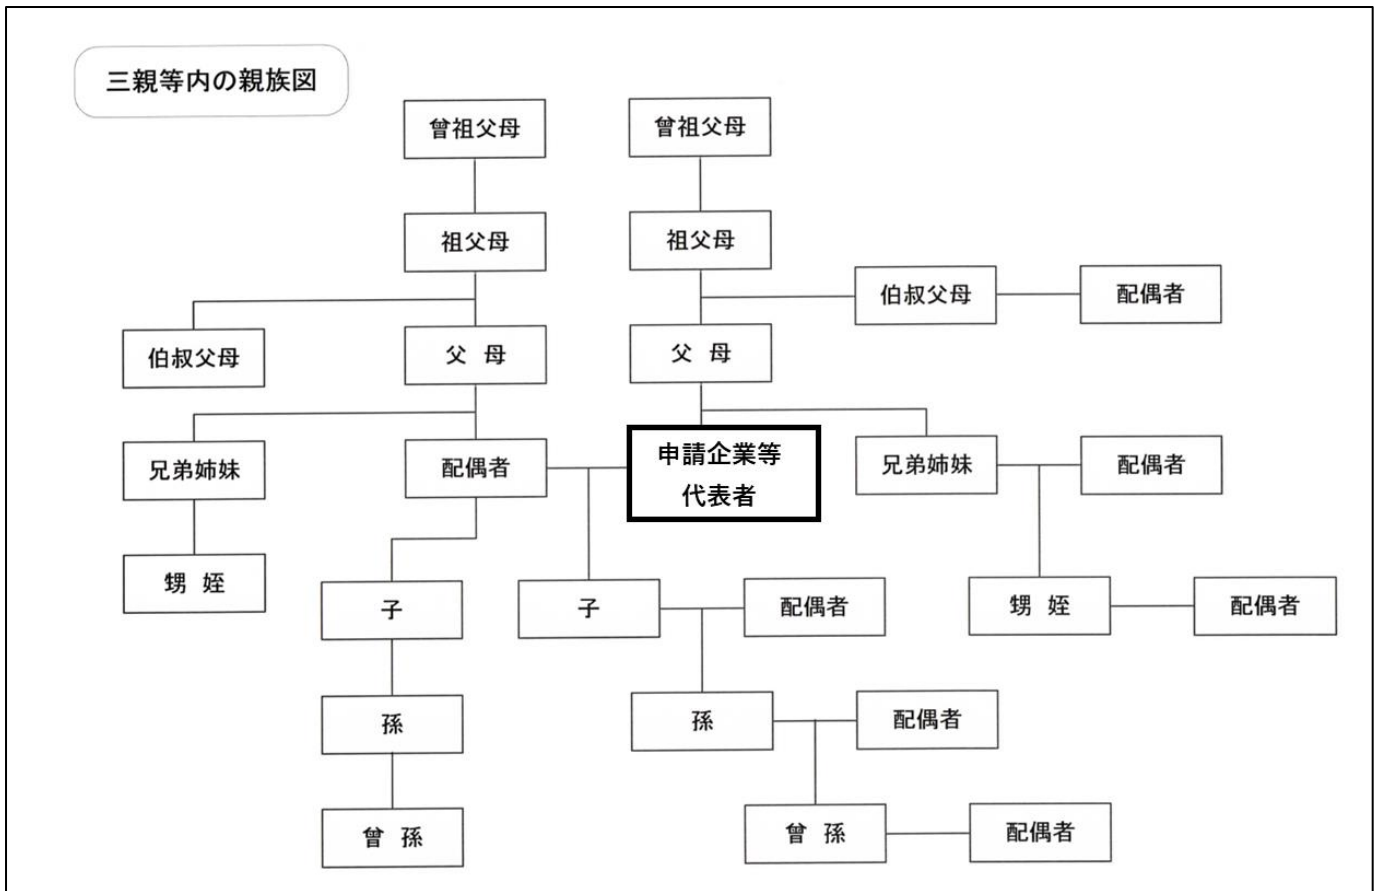 三親等内の親族図
曾祖父母
曾祖父母
祖父母
祖父母
伯叔父母
配偶者
伯叔父母
父 母
父 母
兄弟姉妹
配偶者
申請企業等
代表者
兄弟姉妹
配偶者
甥 姪
子
子
配偶者
甥 姪
配偶者
孫
孫
配偶者
曾 孫
曾 孫
配偶者